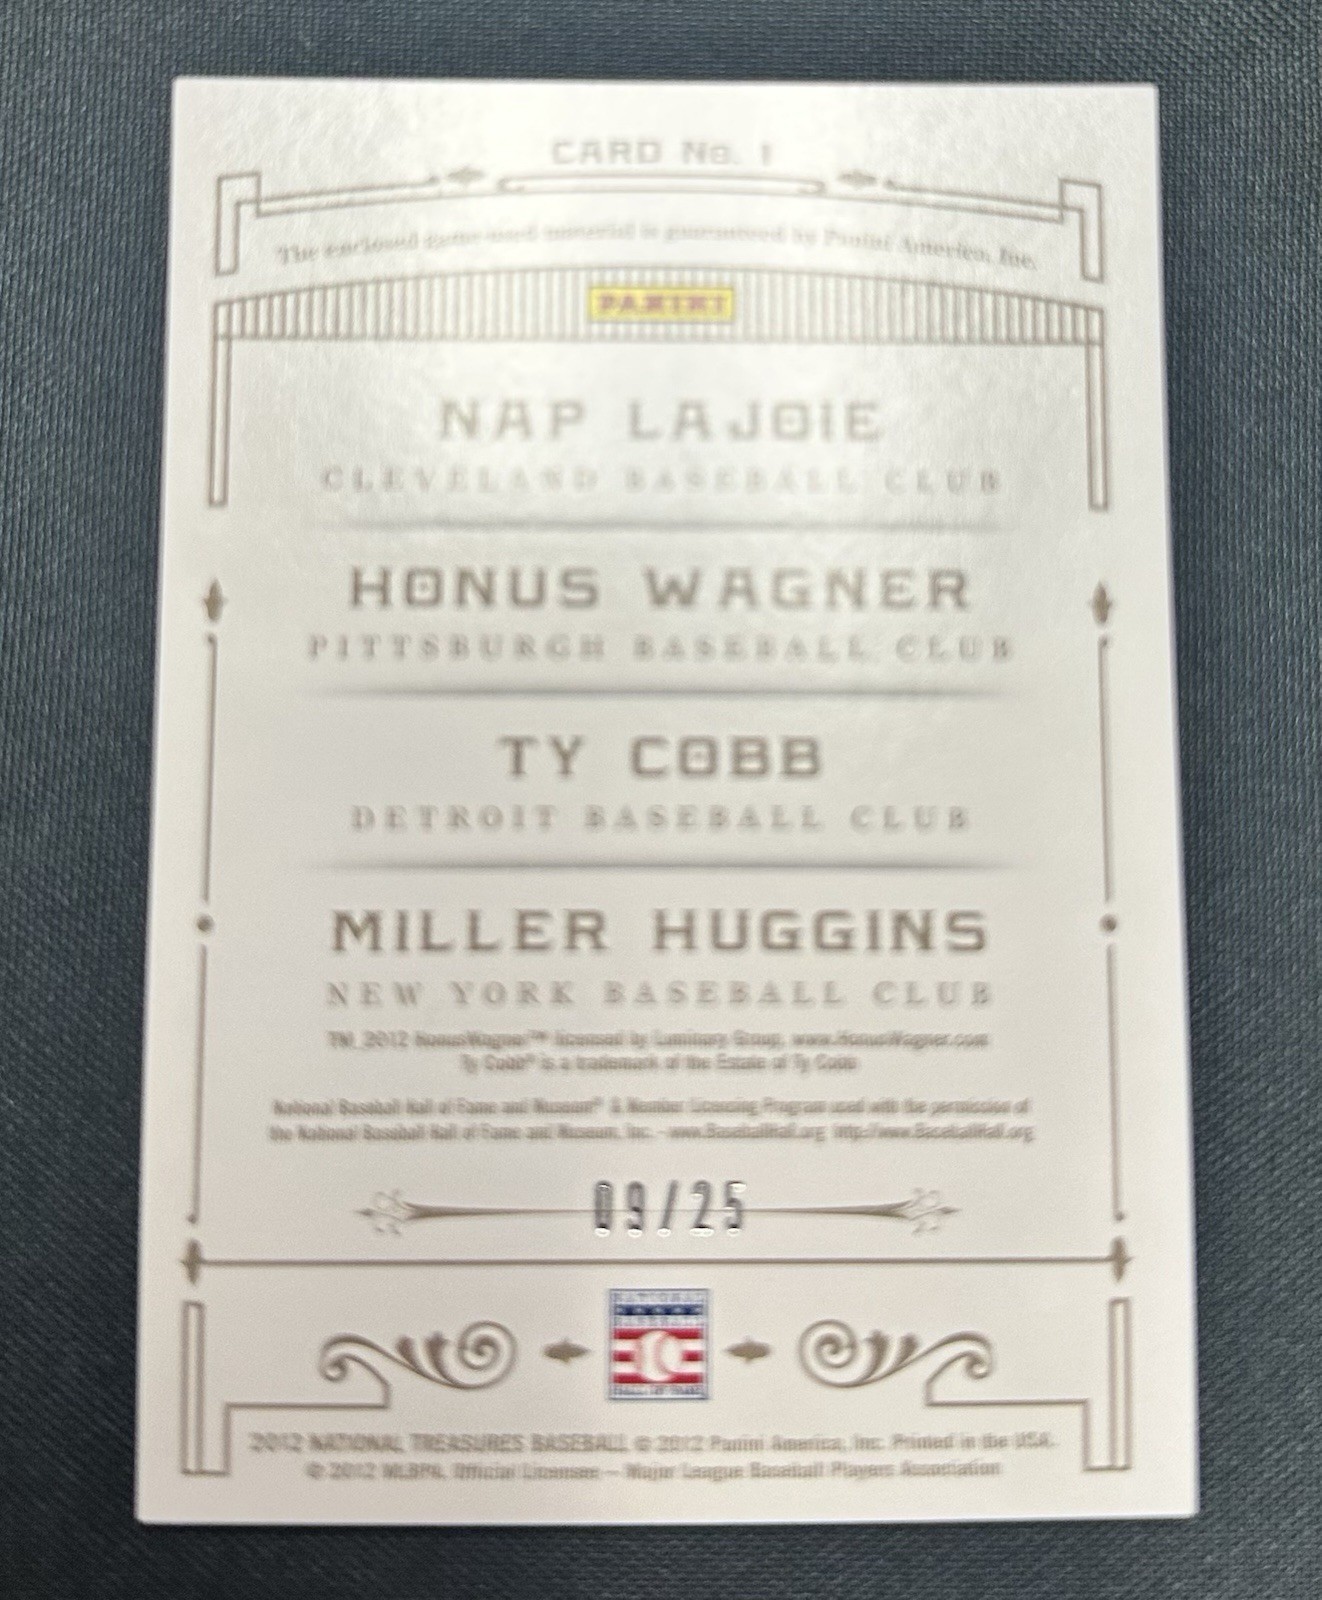 CARD No. 1
The enclosed game-used material is guaranteed by Panini America, Inc.
PANINI
NAP LAJOIE
CLEVELAND BASEBALL CLUB
HONUS WAGNER
PITTSBURGH BASEBALL CLUB
TY COBB
DETROIT BASEBALL CLUB
MILLER HUGGINS
NEW YORK BASEBALL CLUB
TM, 2012 HonusWagner™ licensed by Luminary Group, www.HonusWagner.com
Ty Cobb® is a trademark of the Estate of Ty Cobb
National Baseball Hall of Fame and Museum® & Member Licensing Program used with the permission of
the National Baseball Hall of Fame and Museum, Inc. - www.BaseballHall.org http://www.BaseballHall.org
09/25
NATIONAL
BASEBALL
HALL OF FAME
2012 NATIONAL TREASURES BASEBALL © 2012 Panini America, Inc. Printed in the USA.
© 2012 MLBPA, Official Licensee – Major League Baseball Players Association